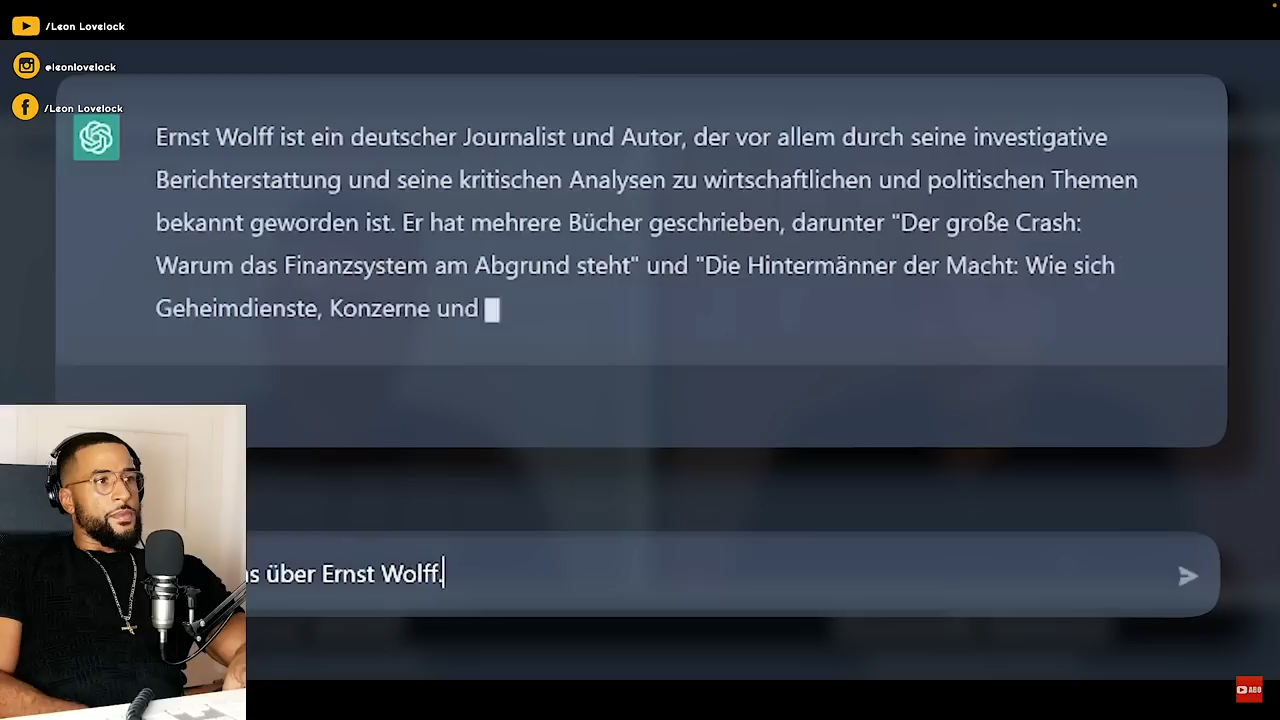 /Leon Lovelock
@leonlovelock
/Leon Lovelock
Ernst Wolff ist ein deutscher Journalist und Autor, der vor allem durch seine investigative
Berichterstattung und seine kritischen Analysen zu wirtschaftlichen und politischen Themen
bekannt geworden ist. Er hat mehrere Bücher geschrieben, darunter "Der große Crash:
Warum das Finanzsystem am Abgrund steht" und "Die Hintermänner der Macht: Wie sich
Geheimdienste, Konzerne und
über Ernst Wolff.
ABO